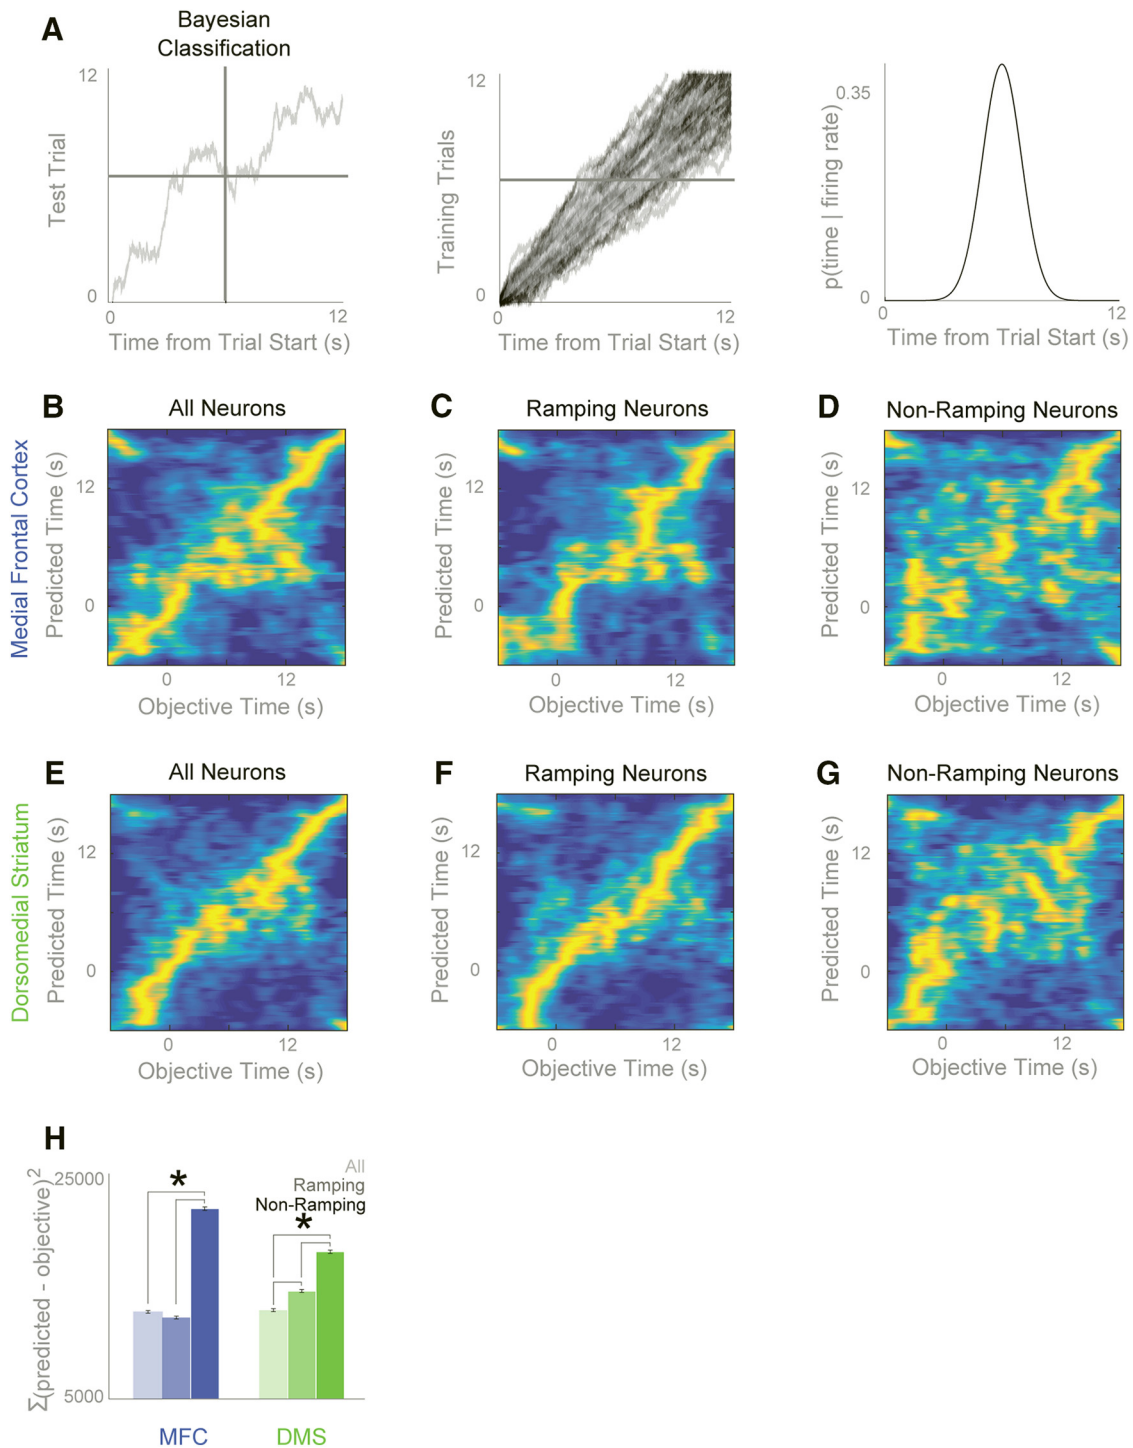 A
Bayesian
Classification
12
Test Trial
0
0
12
Time from Trial Start (s)
12
Training Trials
0
0
12
Time from Trial Start (s)
0.35
p(time | firing rate)
0
0
12
Time from Trial Start (s)
Medial Frontal Cortex
B
All Neurons
Predicted Time (s)
12
0
0
12
Objective Time (s)
C
Ramping Neurons
Predicted Time (s)
12
0
0
12
Objective Time (s)
D
Non-Ramping Neurons
Predicted Time (s)
12
0
0
12
Objective Time (s)
Dorsomedial Striatum
E
All Neurons
Predicted Time (s)
12
0
0
12
Objective Time (s)
F
Ramping Neurons
Predicted Time (s)
12
0
0
12
Objective Time (s)
G
Non-Ramping Neurons
Predicted Time (s)
12
0
0
12
Objective Time (s)
H
Σ(predicted - objective)²
25000
5000
*
All
Ramping
Non-Ramping
*
MFC
DMS